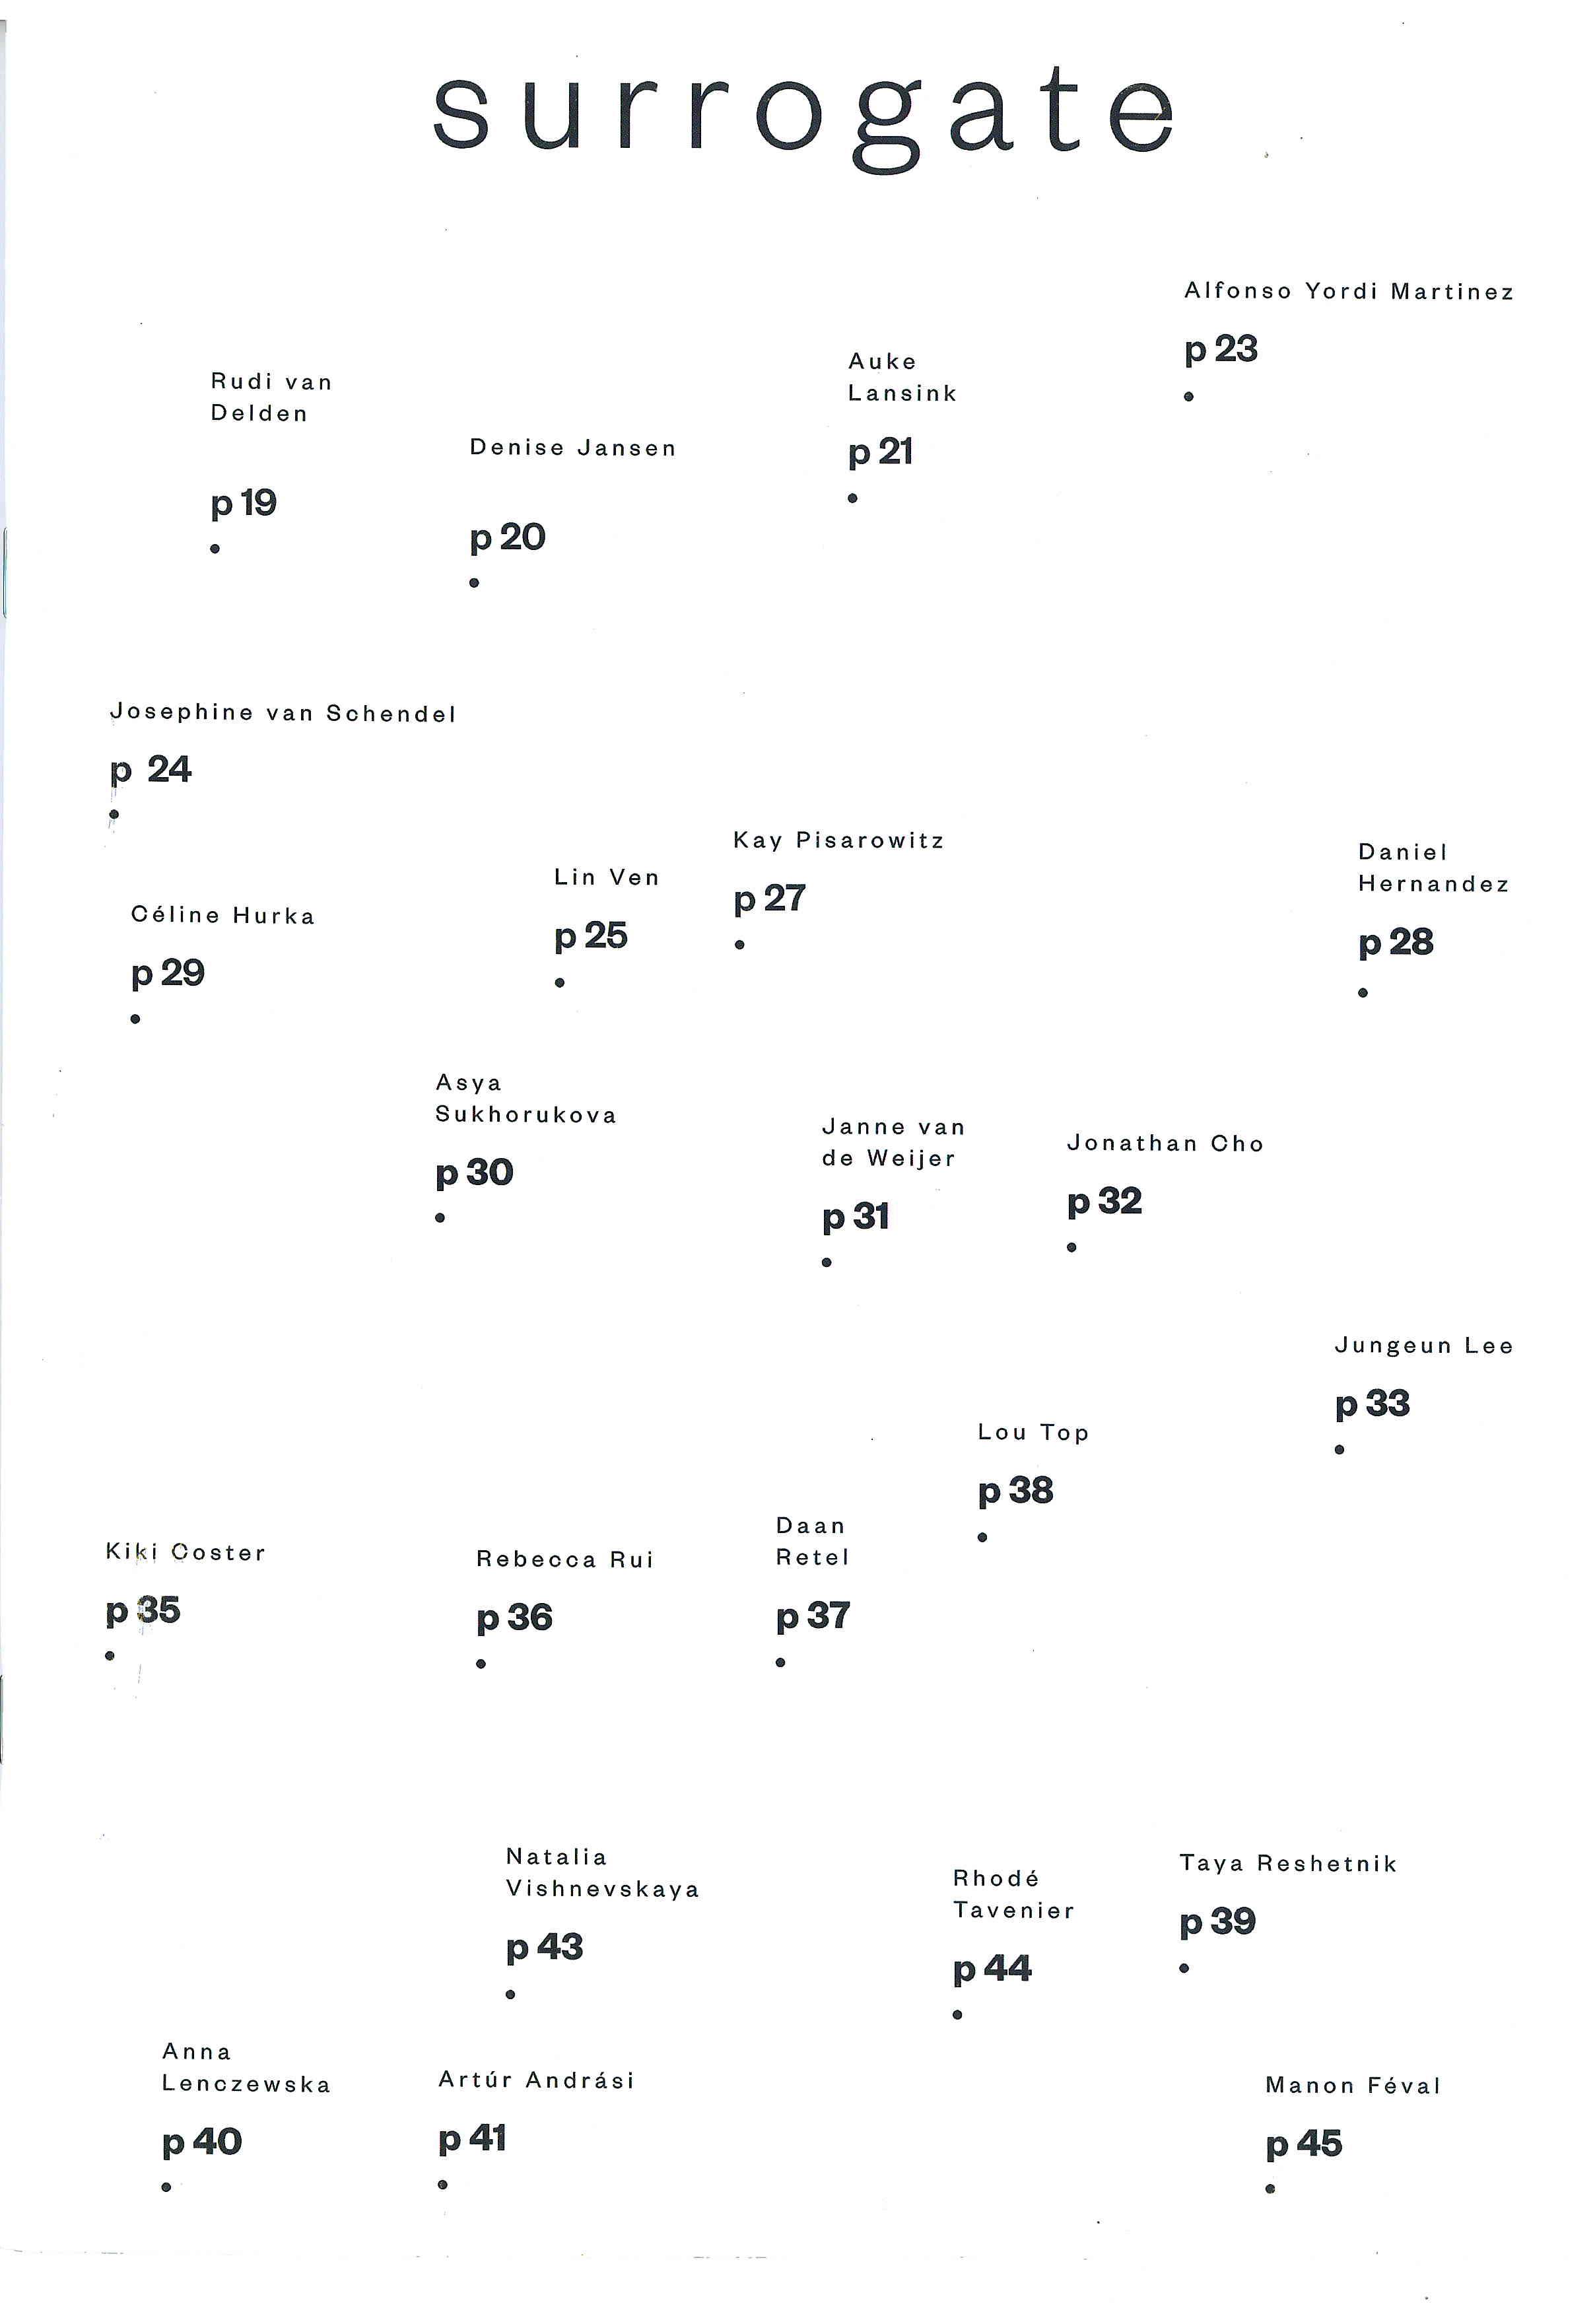 surrogate
Alfonso Yordi Martinez
p 23
Auke
Lansink
p 21
Rudi van
Delden
p 19
Denise Jansen
p 20
Josephine van Schendel
p 24
Kay Pisarowitz
p 27
Daniel
Hernandez
p 28
Lin Ven
p 25
Céline Hurka
p 29
Asya
Sukhorukova
p 30
Janne van
de Weijer
p 31
Jonathan Cho
p 32
Jungeun Lee
p 33
Lou Top
p 38
Kiki Coster
p 35
Rebecca Rui
p 36
Daan
Retel
p 37
Natalia
Vishnevskaya
p 43
Rhodé
Tavenier
p 44
Taya Reshetnik
p 39
Anna
Lenczewska
p 40
Artúr Andrási
p 41
Manon Féval
p 45